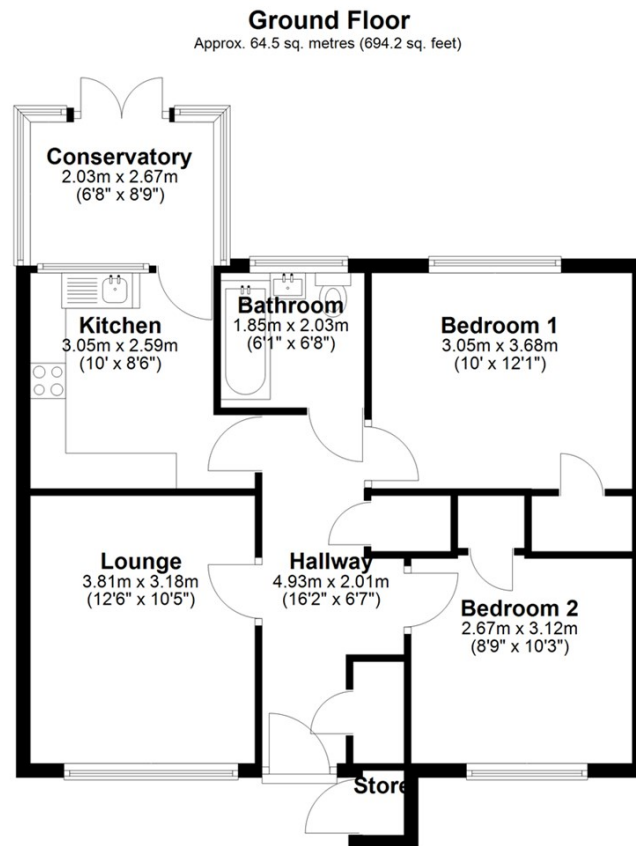 Ground Floor
Approx. 64.5 sq. metres (694.2 sq. feet)
Conservatory
2.03m x 2.67m
(6'8" x 8'9")
Kitchen
3.05m x 2.59m
(10' x 8'6")
Bathroom
1.85m x 2.03m
(6'1" x 6'8")
Bedroom 1
3.05m x 3.68m
(10' x 12'1")
Lounge
3.81m x 3.18m
(12'6" x 10'5")
Hallway
4.93m x 2.01m
(16'2" x 6'7")
Bedroom 2
2.67m x 3.12m
(8'9" x 10'3")
Store